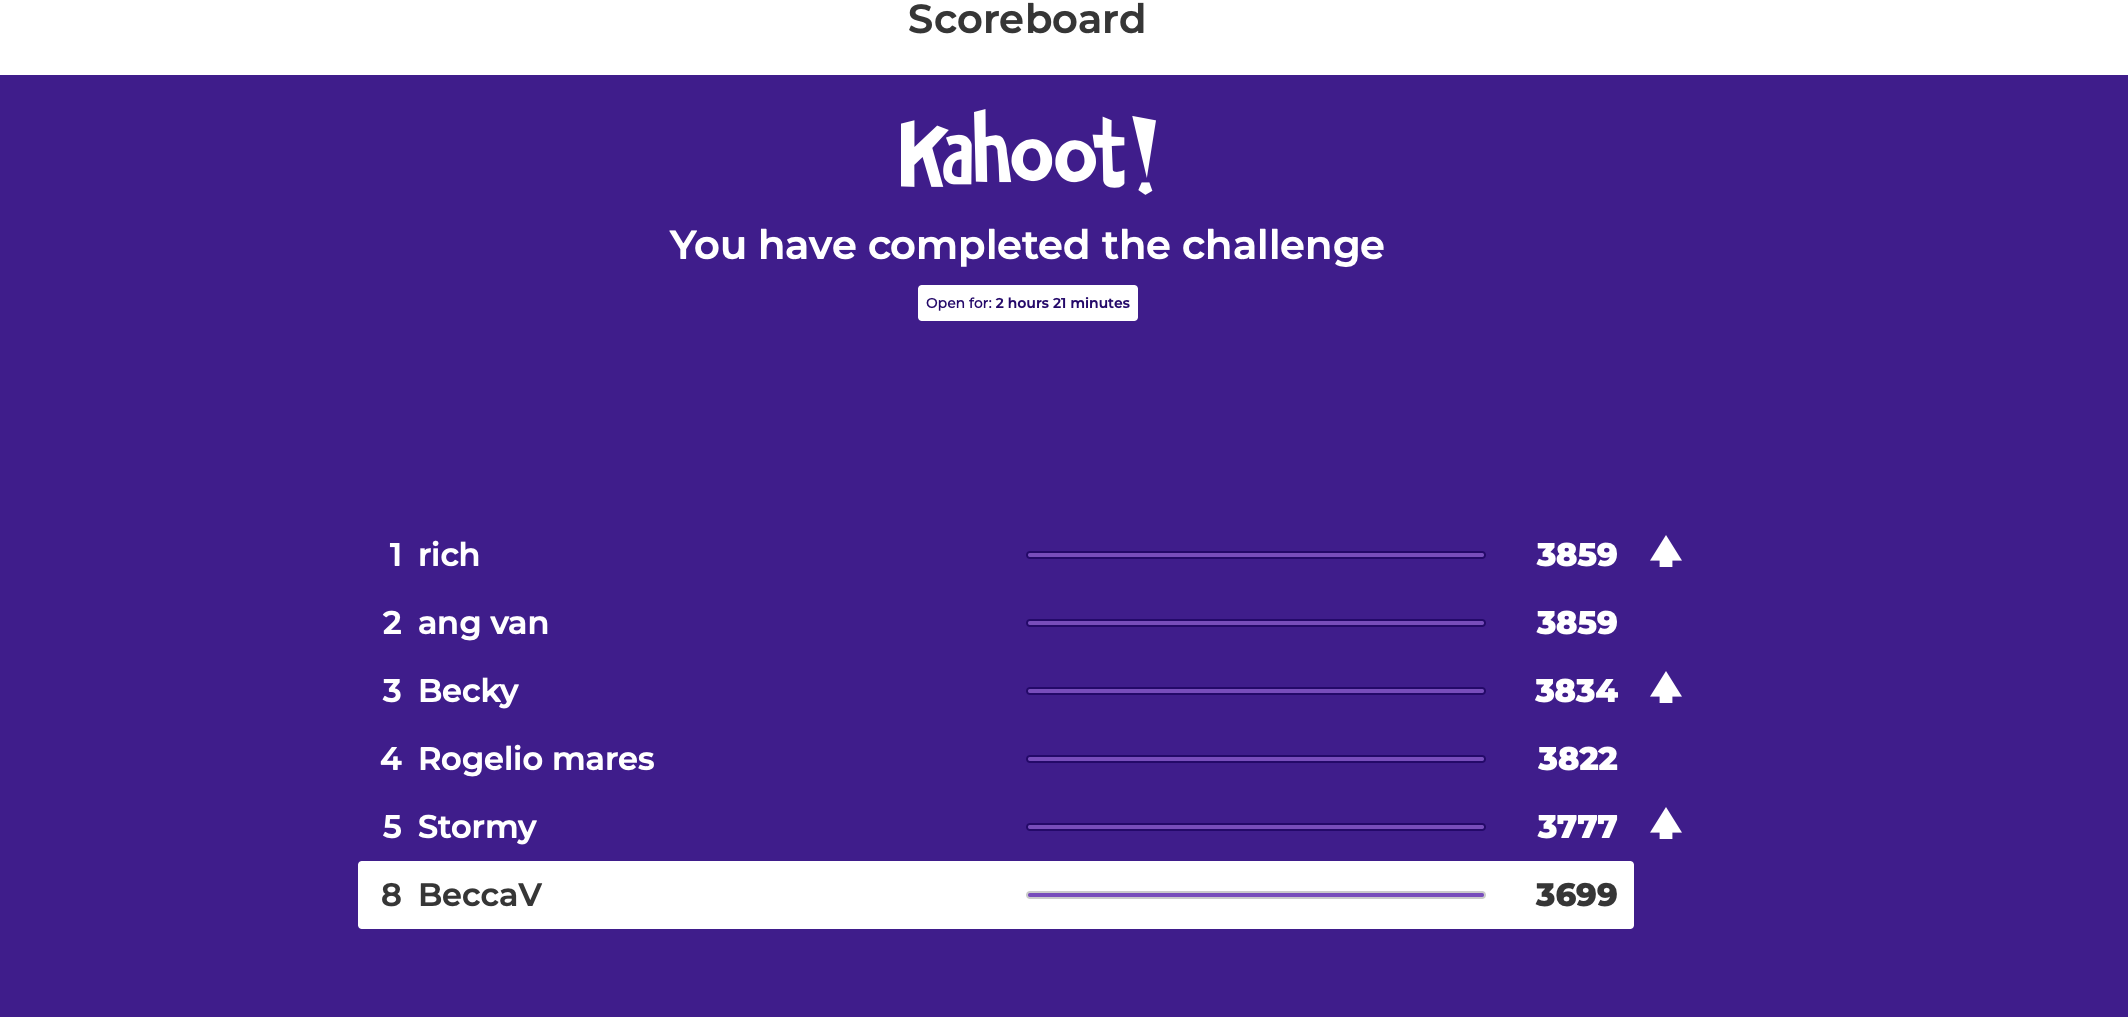 Scoreboard
Kahoot!
You have completed the challenge
Open for: 2 hours 21 minutes
1 rich 3859
2 ang van 3859
3 Becky 3834
4 Rogelio mares 3822
5 Stormy 3777
8 BeccaV 3699